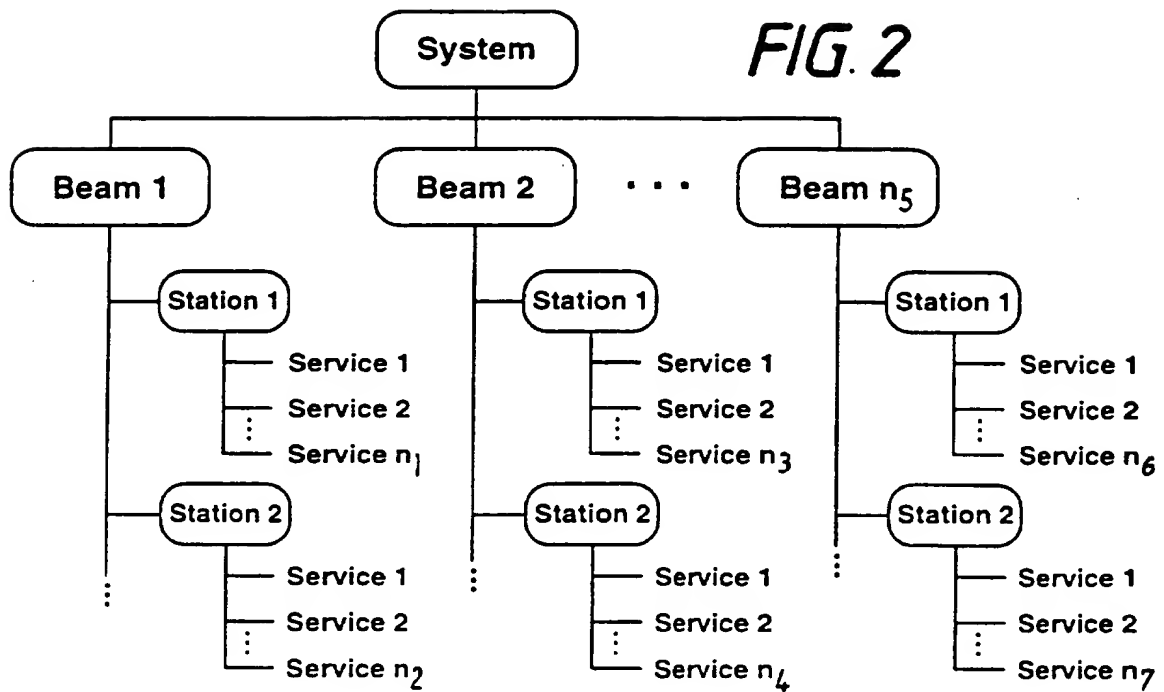 System
FIG. 2
Beam 1
Beam 2
. . .
Beam n5
Station 1
Service 1
Service 2
Service n1
Station 2
Service 1
Service 2
Service n2
Station 1
Service 1
Service 2
Service n3
Station 2
Service 1
Service 2
Service n4
Station 1
Service 1
Service 2
Service n6
Station 2
Service 1
Service 2
Service n7